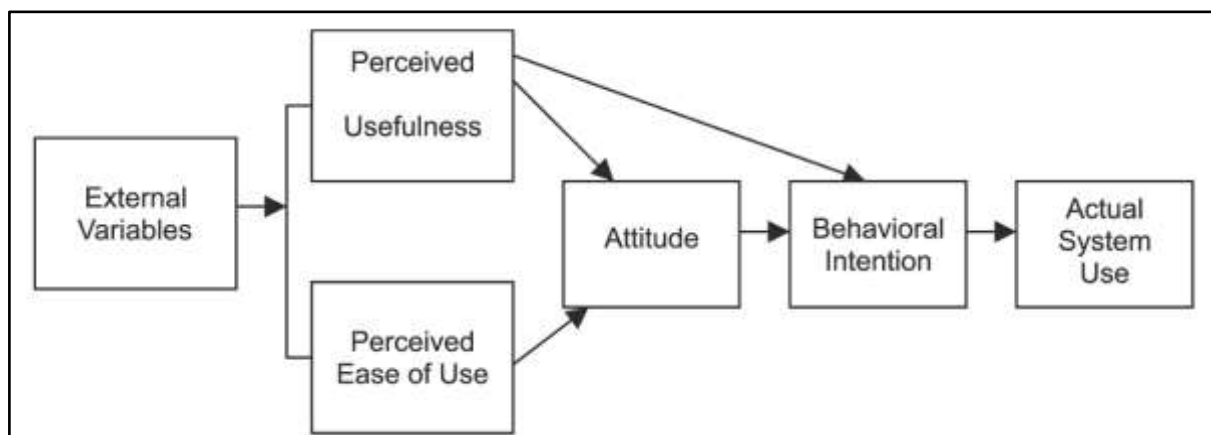 Perceived
Usefulness
External
Variables
Attitude
Behavioral
Intention
Actual
System
Use
Perceived
Ease of Use